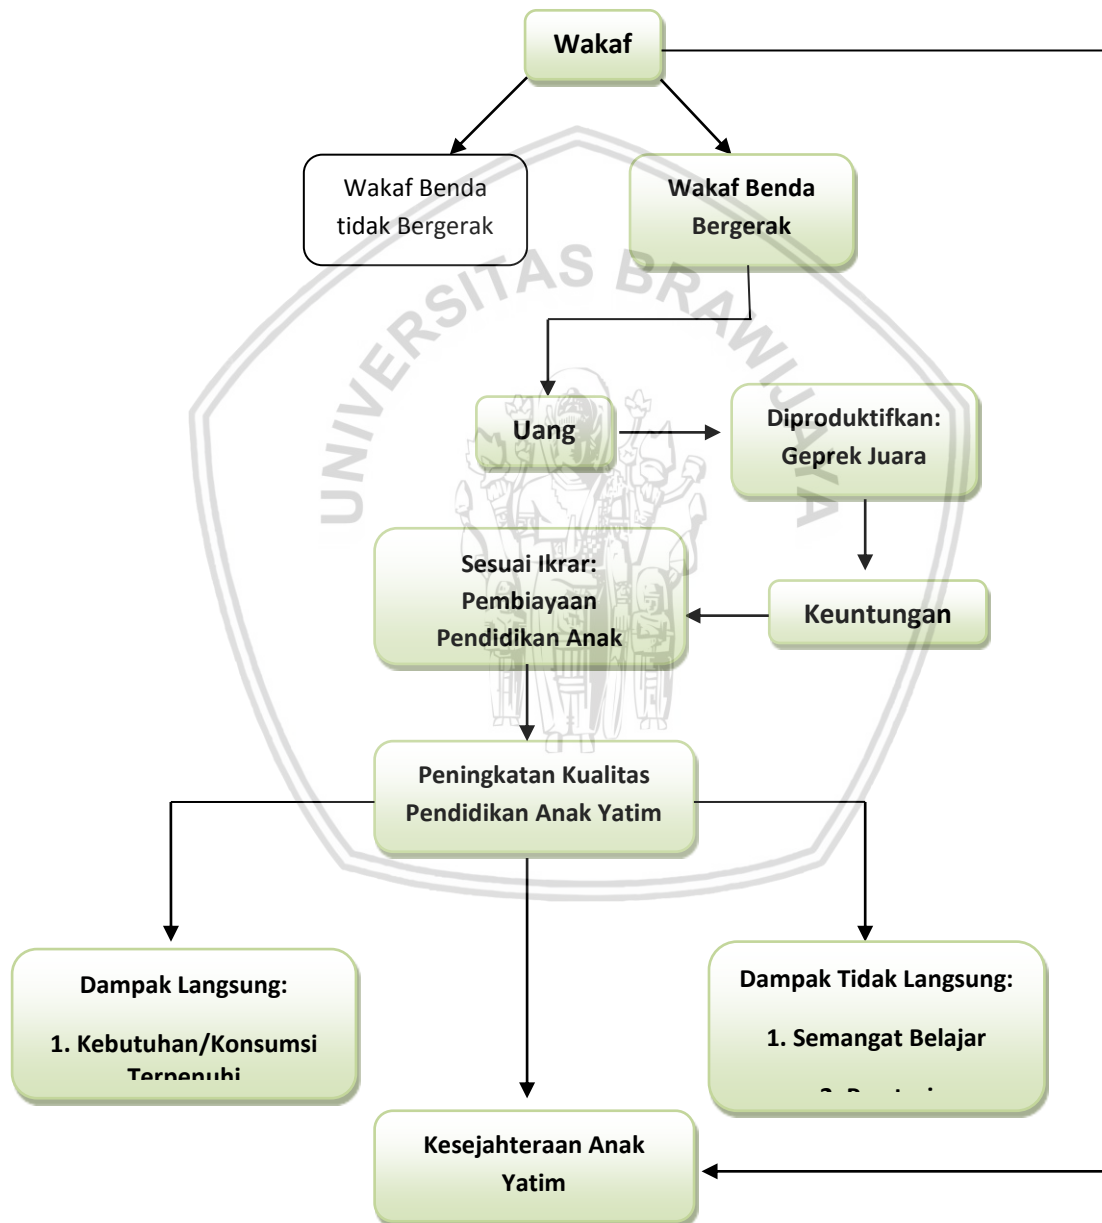 Wakaf
Wakaf Benda
tidak Bergerak
Wakaf Benda
Bergerak
UNIVERSITAS BRAWIJAYA
Uang
Diproduktifkan:
Geprek Juara
Sesuai Ikrar:
Pembiayaan
Pendidikan Anak
Keuntungan
Peningkatan Kualitas
Pendidikan Anak Yatim
Dampak Langsung:
1. Kebutuhan/Konsumsi
Terpenuhi
Dampak Tidak Langsung:
1. Semangat Belajar
Kesejahteraan Anak
Yatim